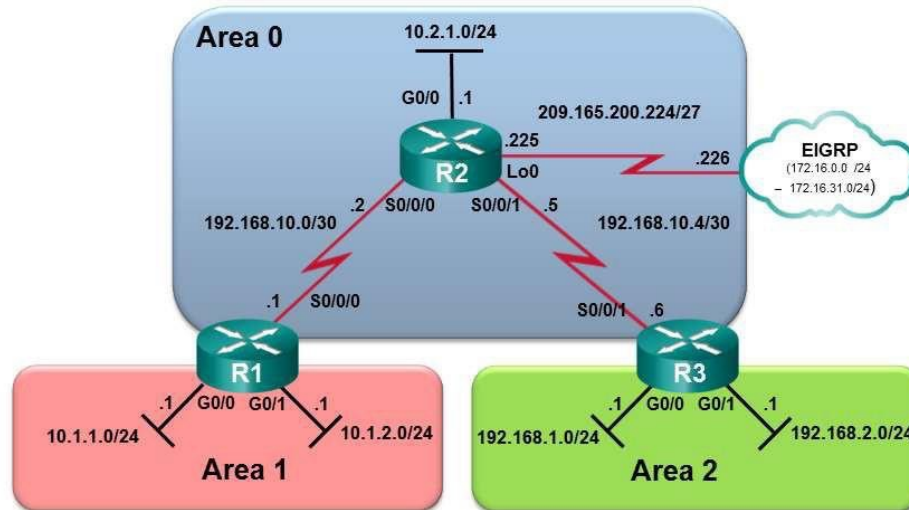 Area 0
10.2.1.0/24
G0/0 .1
209.165.200.224/27
.225
.226
EIGRP
(172.16.0.0 /24
– 172.16.31.0/24)
R2
Lo0
.2 S0/0/0
S0/0/1 .5
192.168.10.0/30
192.168.10.4/30
.1 S0/0/0
S0/0/1 .6
R1
R3
.1 G0/0 G0/1 .1
.1 G0/0 G0/1 .1
10.1.1.0/24
10.1.2.0/24
192.168.1.0/24
192.168.2.0/24
Area 1
Area 2